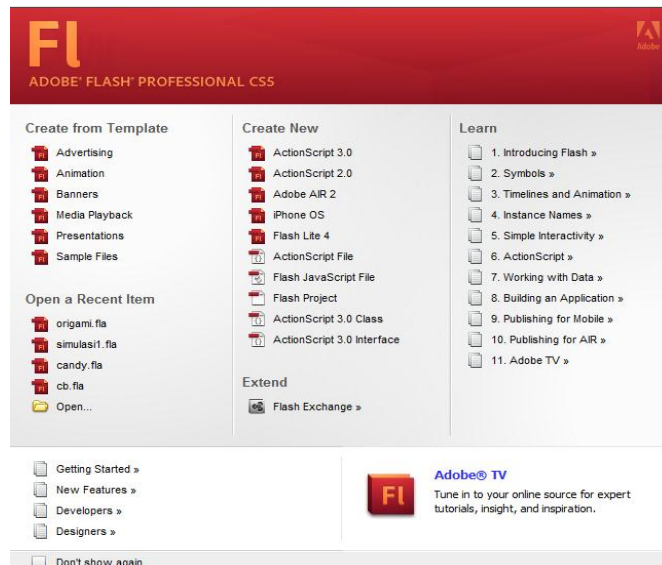 Fl
Adobe
ADOBE® FLASH® PROFESSIONAL CS5
Create from Template
Advertising
Animation
Banners
Media Playback
Presentations
Sample Files
Open a Recent Item
origami.fla
simulasi1.fla
candy.fla
cb.fla
Open...
Create New
ActionScript 3.0
ActionScript 2.0
Adobe AIR 2
iPhone OS
Flash Lite 4
ActionScript File
Flash JavaScript File
Flash Project
ActionScript 3.0 Class
ActionScript 3.0 Interface
Extend
Flash Exchange »
Learn
1. Introducing Flash »
2. Symbols »
3. Timelines and Animation »
4. Instance Names »
5. Simple Interactivity »
6. ActionScript »
7. Working with Data »
8. Building an Application »
9. Publishing for Mobile »
10. Publishing for AIR »
11. Adobe TV »
Getting Started »
New Features »
Developers »
Designers »
Fl
Adobe® TV
Tune in to your online source for expert
tutorials, insight, and inspiration.
Don't show again